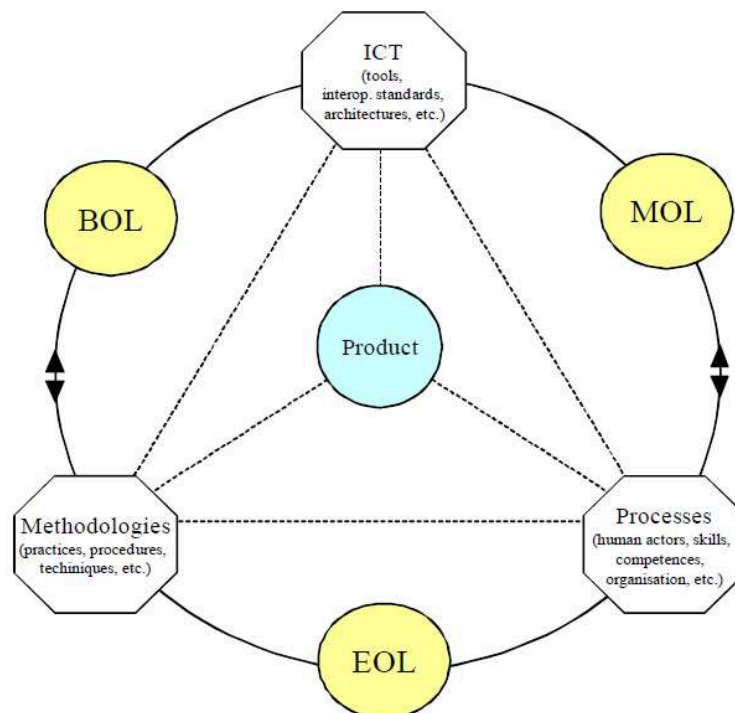 ICT
(tools,
interop. standards,
architectures, etc.)
BOL
MOL
Product
Methodologies
(practices, procedures,
techiniques, etc.)
Processes
(human actors, skills,
competences,
organisation, etc.)
EOL